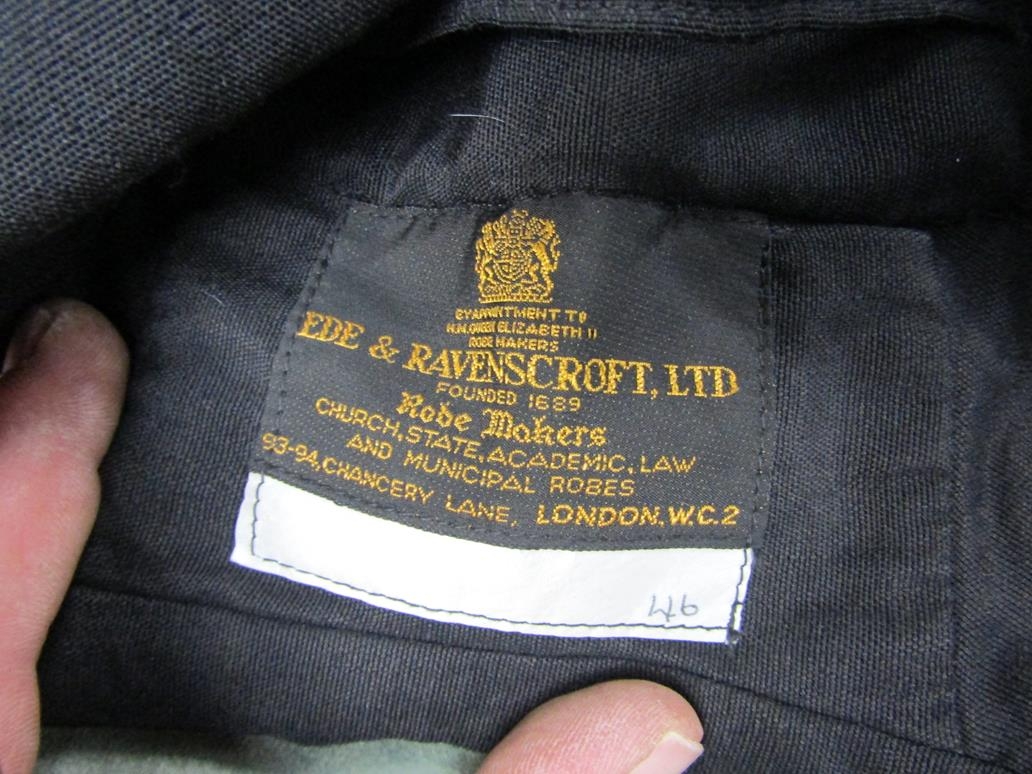 BY APPOINTMENT TO
H.M. QUEEN ELIZABETH II
ROBE MAKERS
EDE & RAVENSCROFT, LTD
FOUNDED 1689
Robe Makers
CHURCH, STATE, ACADEMIC, LAW
AND MUNICIPAL ROBES
93-94, CHANCERY LANE, LONDON, W.C.2
46